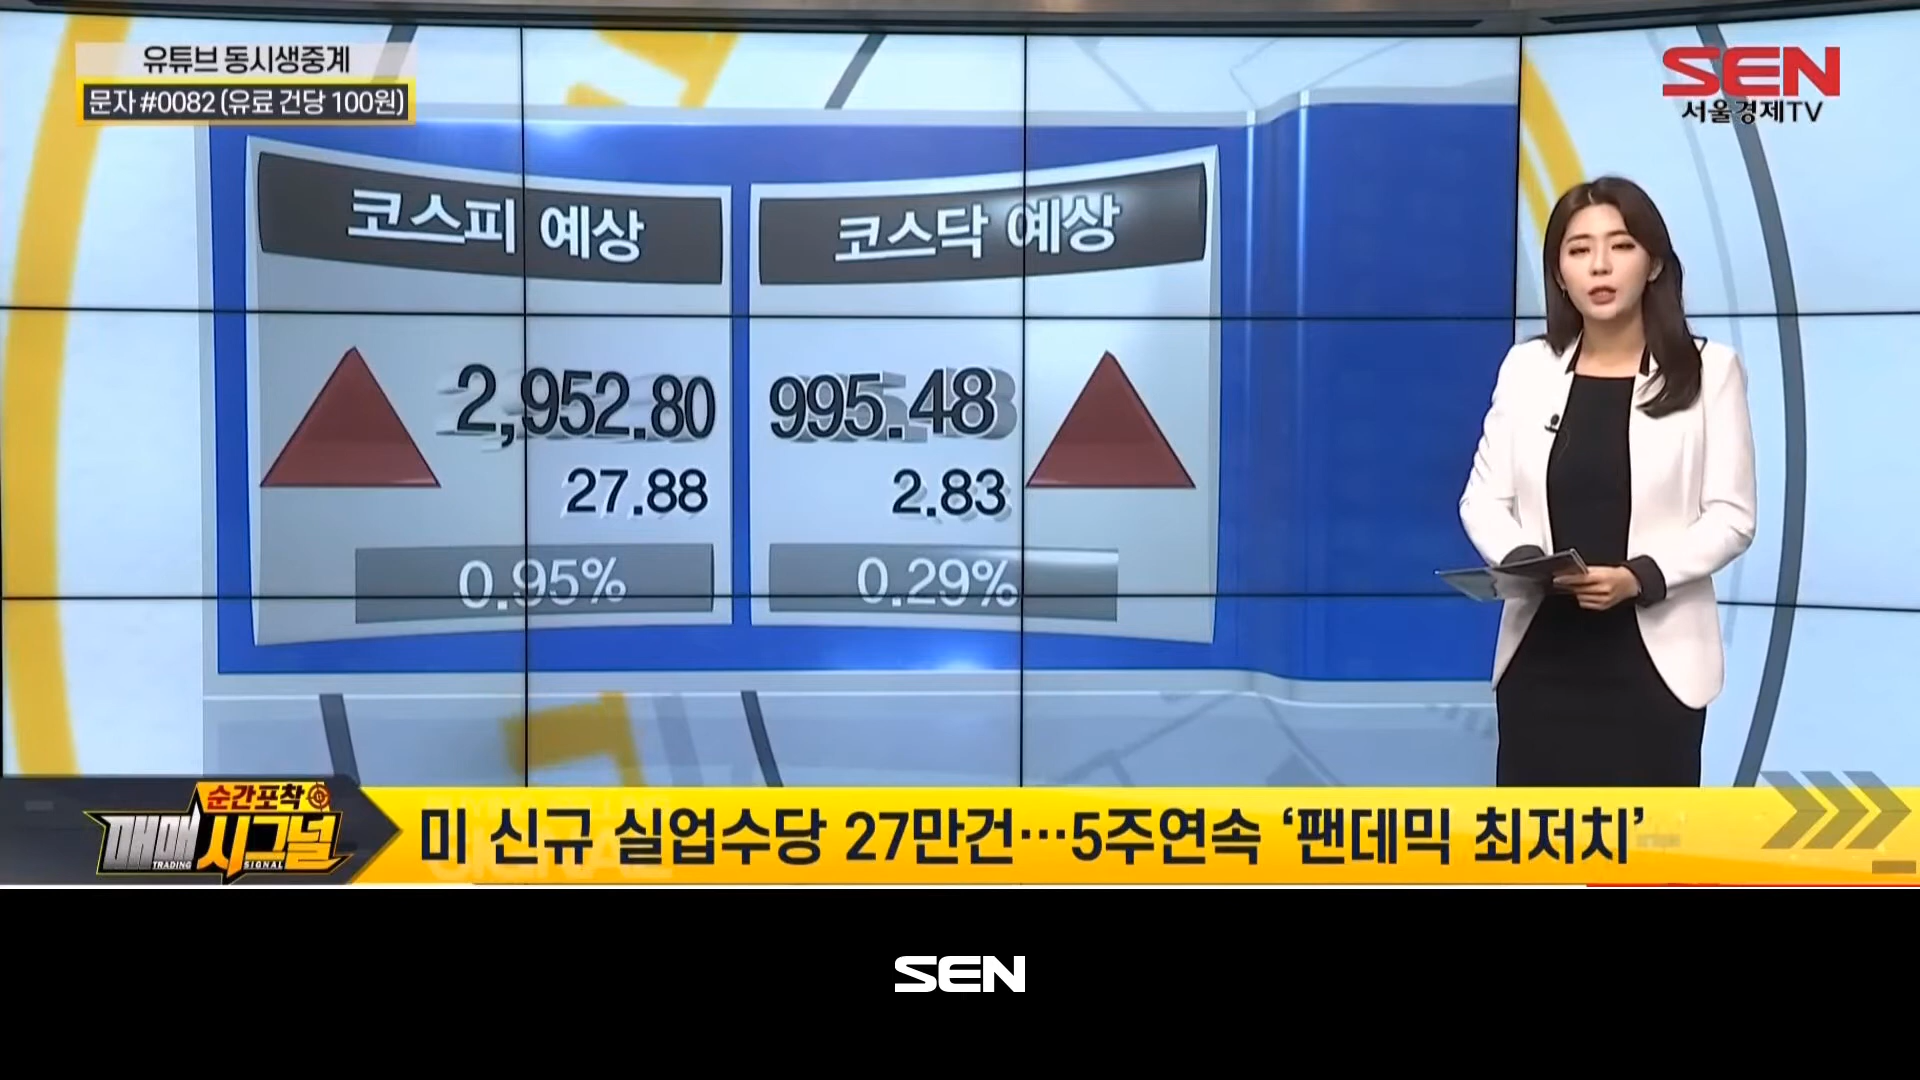 유튜브 동시생중계
문자 #0082 (유료 건당 100원)
SEN
서울경제TV
코스피 예상
코스닥 예상
2,952.80
995.48
27.88
2.83
0.95%
0.29%
순간포착
매매 시그널
TRADING SIGNAL
미 신규 실업수당 27만건…5주연속 ‘팬데믹 최저치’
SEN